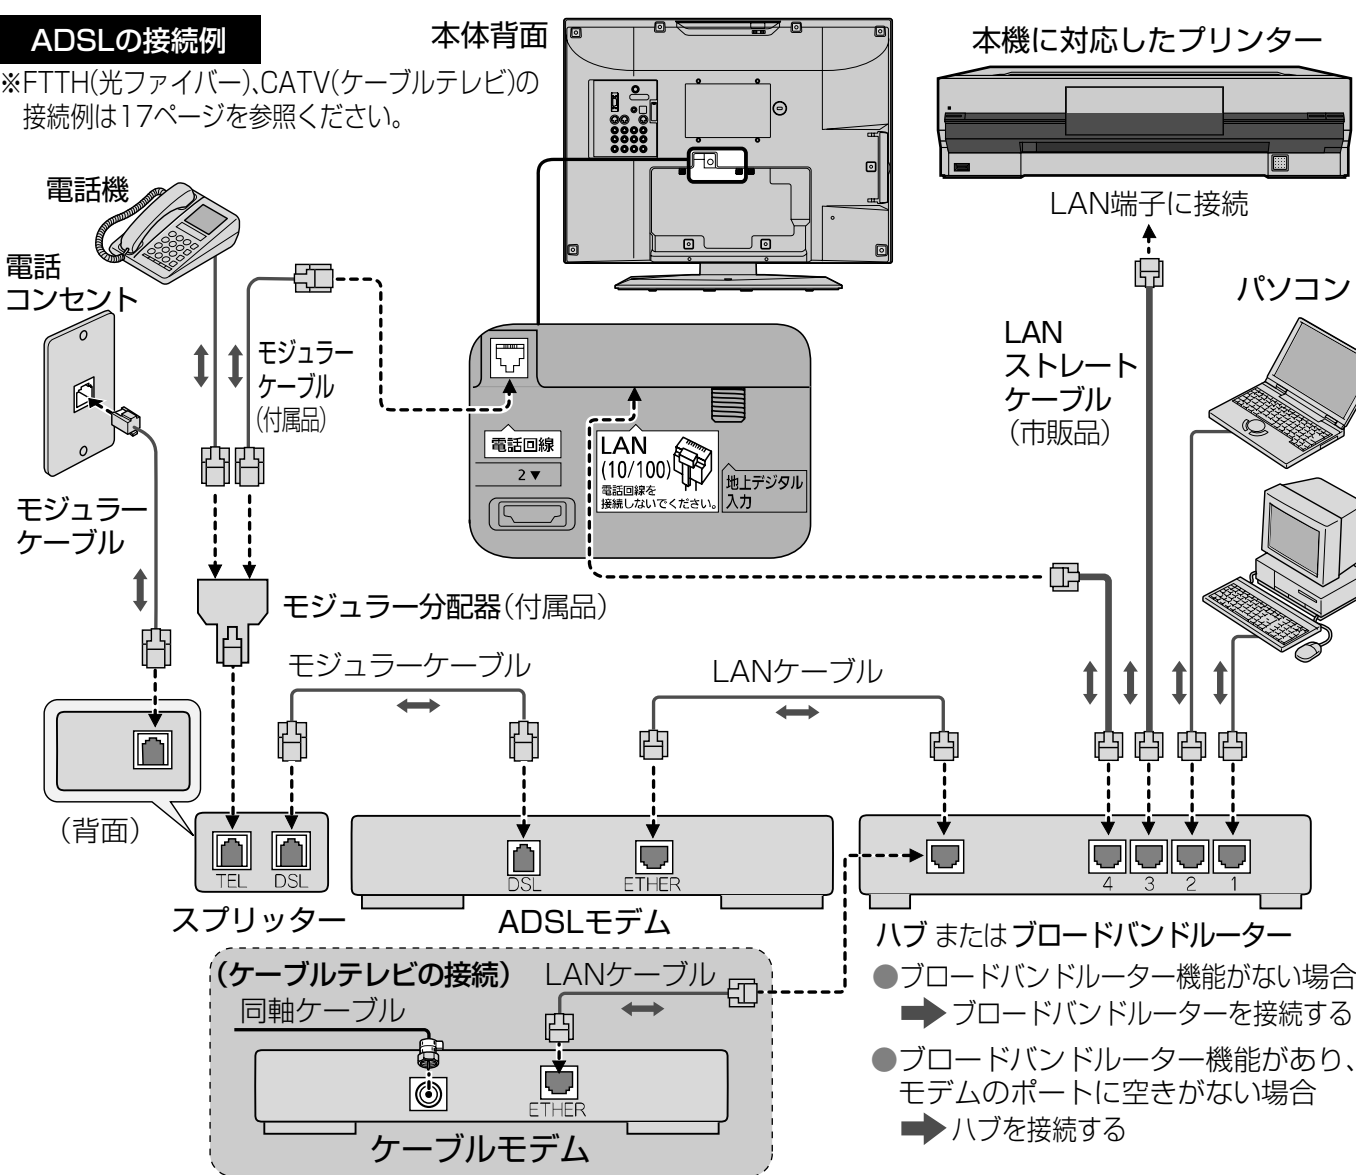 ADSLの接続例
※FTTH(光ファイバー)、CATV(ケーブルテレビ)の
接続例は17ページを参照ください。
本体背面
本機に対応したプリンター
LAN端子に接続
電話機
電話
コンセント
モジュラー
ケーブル
(付属品)
モジュラー
ケーブル
電話回線
2▼
LAN
(10/100)
電話回線を
接続しないでください。
地上デジタル
入力
LAN
ストレート
ケーブル
(市販品)
パソコン
モジュラー分配器(付属品)
モジュラーケーブル
LANケーブル
(背面)
TEL DSL
スプリッター
DSL ETHER
ADSLモデム
4 3 2 1
ハブ または ブロードバンドルーター
●ブロードバンドルーター機能がない場合
➡ ブロードバンドルーターを接続する
●ブロードバンドルーター機能があり、
モデムのポートに空きがない場合
➡ ハブを接続する
(ケーブルテレビの接続)
LANケーブル
同軸ケーブル
ETHER
ケーブルモデム